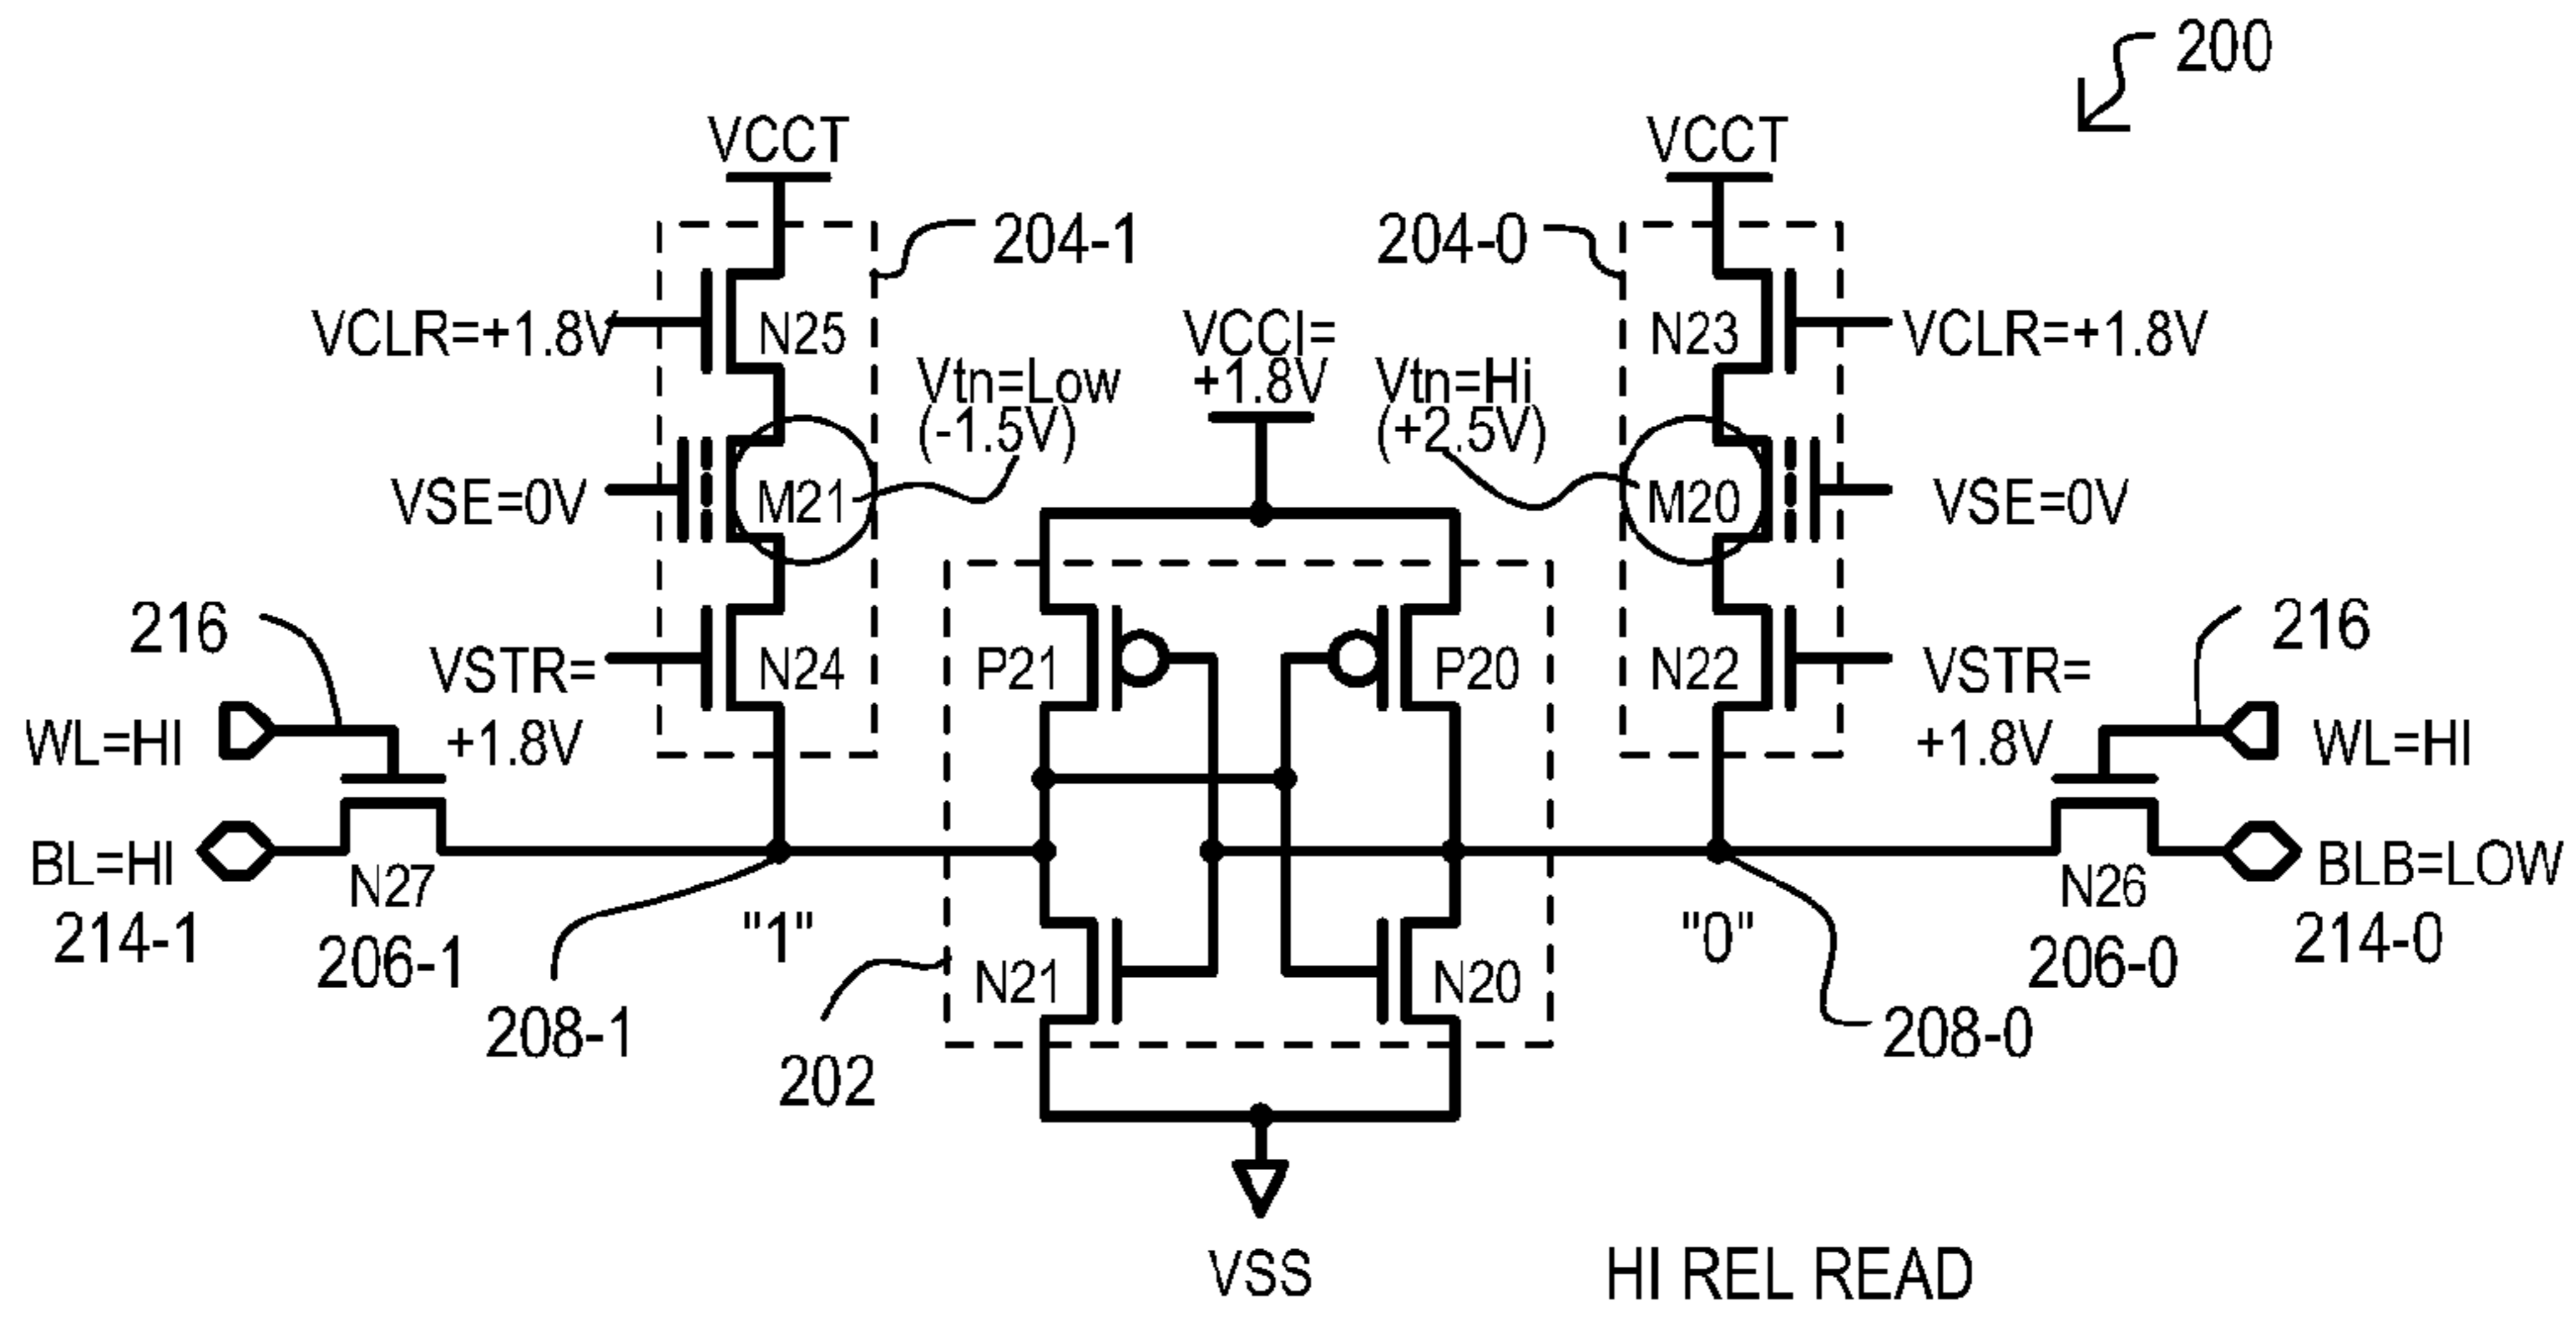 200
VCCT
VCCT
204-1
204-0
VCLR=+1.8V
N25
VCCI=
+1.8V
N23
VCLR=+1.8V
Vtn=Low
(-1.5V)
Vtn=Hi
(+2.5V)
VSE=0V
M21
M20
VSE=0V
216
216
VSTR=
+1.8V
N24
P21
P20
N22
VSTR=
+1.8V
WL=HI
WL=HI
BL=HI
214-1
N27
206-1
"1"
"0"
N26
206-0
BLB=LOW
214-0
208-1
N21
N20
208-0
202
VSS
HI REL READ